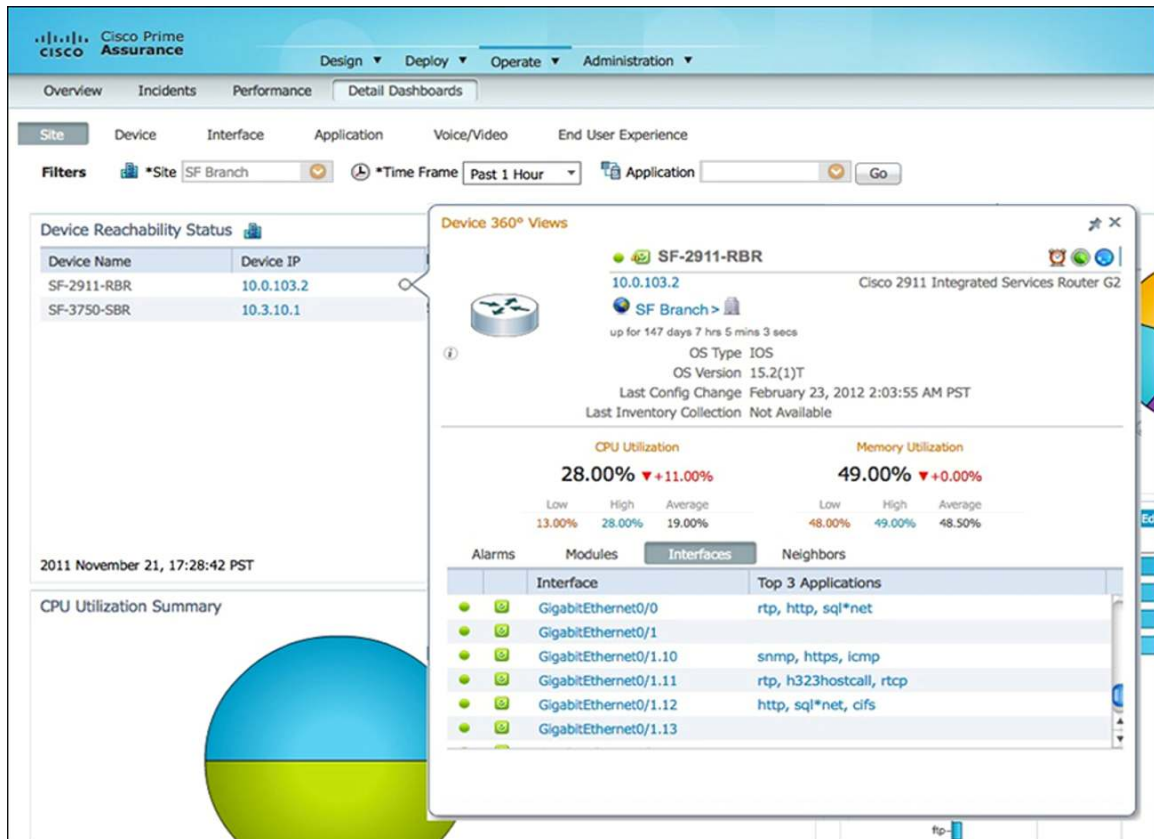 Cisco Prime
CISCO Assurance
Design Deploy Operate Administration
Overview Incidents Performance Detail Dashboards
Site Device Interface Application Voice/Video End User Experience
Filters *Site SF Branch *Time Frame Past 1 Hour Application Go
Device Reachability Status
Device Name Device IP
SF-2911-RBR 10.0.103.2
SF-3750-SBR 10.3.10.1
2011 November 21, 17:28:42 PST
CPU Utilization Summary
Device 360° Views
SF-2911-RBR
10.0.103.2 Cisco 2911 Integrated Services Router G2
SF Branch >
up for 147 days 7 hrs 5 mins 3 secs
OS Type IOS
OS Version 15.2(1)T
Last Config Change February 23, 2012 2:03:55 AM PST
Last Inventory Collection Not Available
CPU Utilization Memory Utilization
28.00% ▼+11.00% 49.00% ▼+0.00%
Low High Average Low High Average
13.00% 28.00% 19.00% 48.00% 49.00% 48.50%
Alarms Modules Interfaces Neighbors
Interface Top 3 Applications
GigabitEthernet0/0 rtp, http, sql*net
GigabitEthernet0/1
GigabitEthernet0/1.10 snmp, https, icmp
GigabitEthernet0/1.11 rtp, h323hostcall, rtcp
GigabitEthernet0/1.12 http, sql*net, cifs
GigabitEthernet0/1.13
ftp